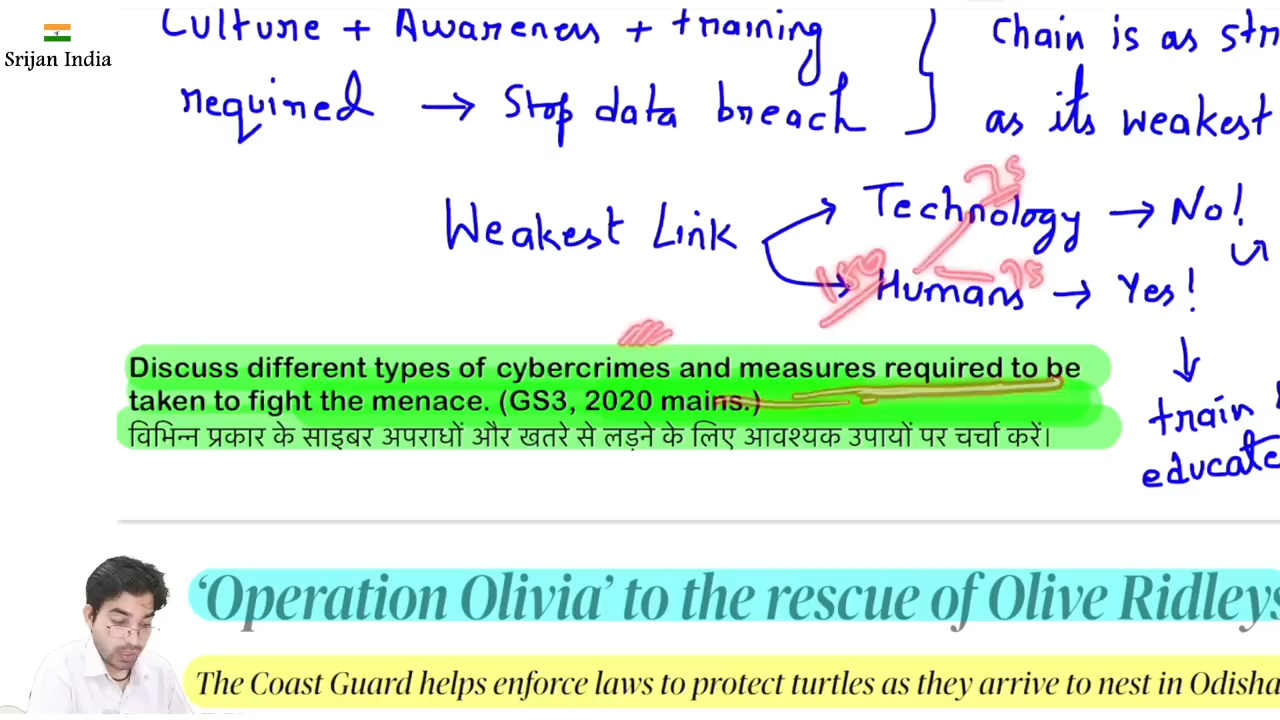 Srijan India
Culture + Awareness + training
required → Stop data breach
Chain is as
as its weakest
Weakest Link
Technology → No!
Humans → Yes!
75
150
75
train
educate
Discuss different types of cybercrimes and measures required to be
taken to fight the menace. (GS3, 2020 mains.)
विभिन्न प्रकार के साइबर अपराधों और खतरे से लड़ने के लिए आवश्यक उपायों पर चर्चा करें।
‘Operation Olivia’ to the rescue of Olive Ridleys
The Coast Guard helps enforce laws to protect turtles as they arrive to nest in Odisha